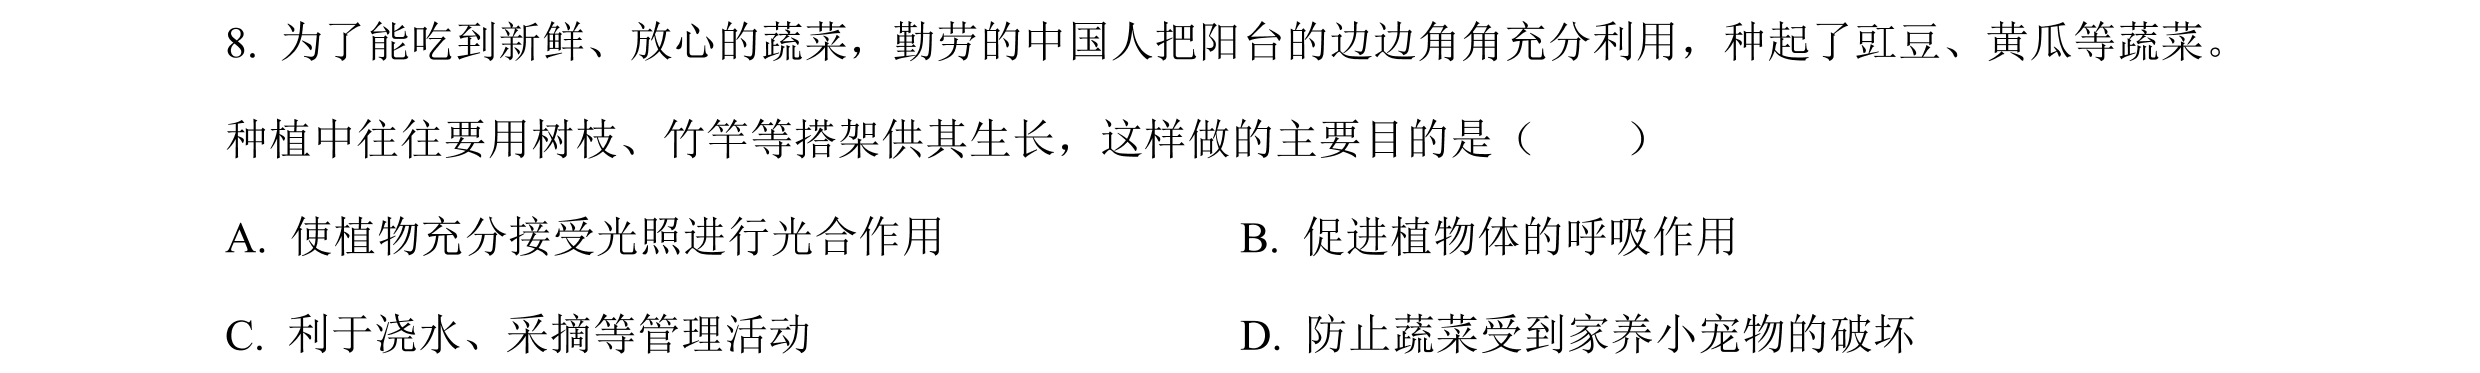 8. 为了能吃到新鲜、放心的蔬菜，勤劳的中国人把阳台的边边角角充分利用，种起了豇豆、黄瓜等蔬菜。
种植中往往要用树枝、竹竿等搭架供其生长，这样做的主要目的是（　　）
A. 使植物充分接受光照进行光合作用　　B. 促进植物体的呼吸作用
C. 利于浇水、采摘等管理活动　　D. 防止蔬菜受到家养小宠物的破坏